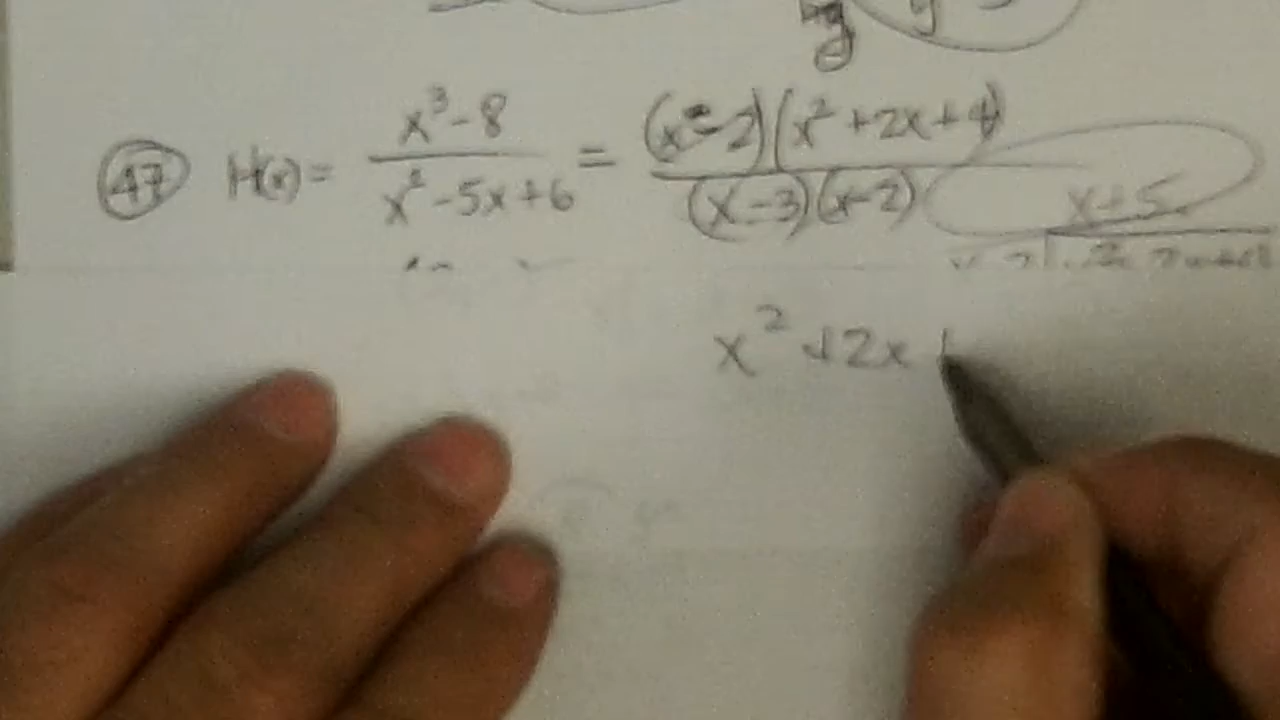 47 H(x) = x³-8 / x²-5x+6 = (x-2)(x²+2x+4) / (x-3)(x-2)
x+5
x² +2x